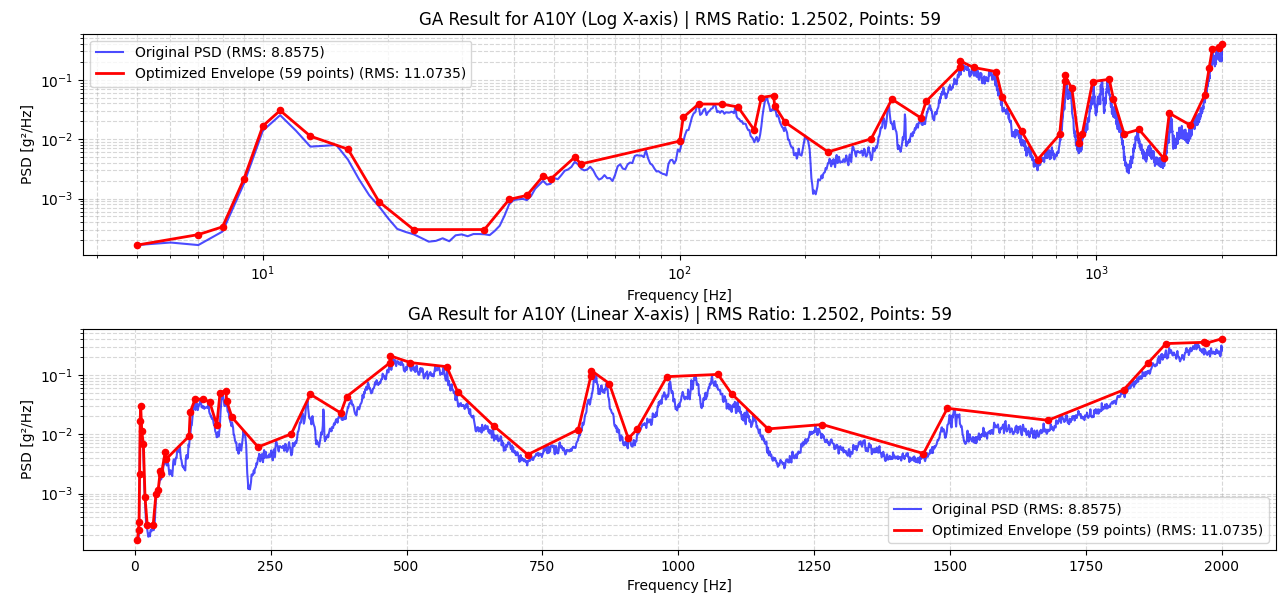 GA Result for A10Y (Log X-axis) | RMS Ratio: 1.2502, Points: 59
PSD [g²/Hz]
10⁻¹
10⁻²
10⁻³
Original PSD (RMS: 8.8575)
Optimized Envelope (59 points) (RMS: 11.0735)
10¹
10²
10³
Frequency [Hz]
GA Result for A10Y (Linear X-axis) | RMS Ratio: 1.2502, Points: 59
PSD [g²/Hz]
10⁻¹
10⁻²
10⁻³
Original PSD (RMS: 8.8575)
Optimized Envelope (59 points) (RMS: 11.0735)
0 250 500 750 1000 1250 1500 1750 2000
Frequency [Hz]